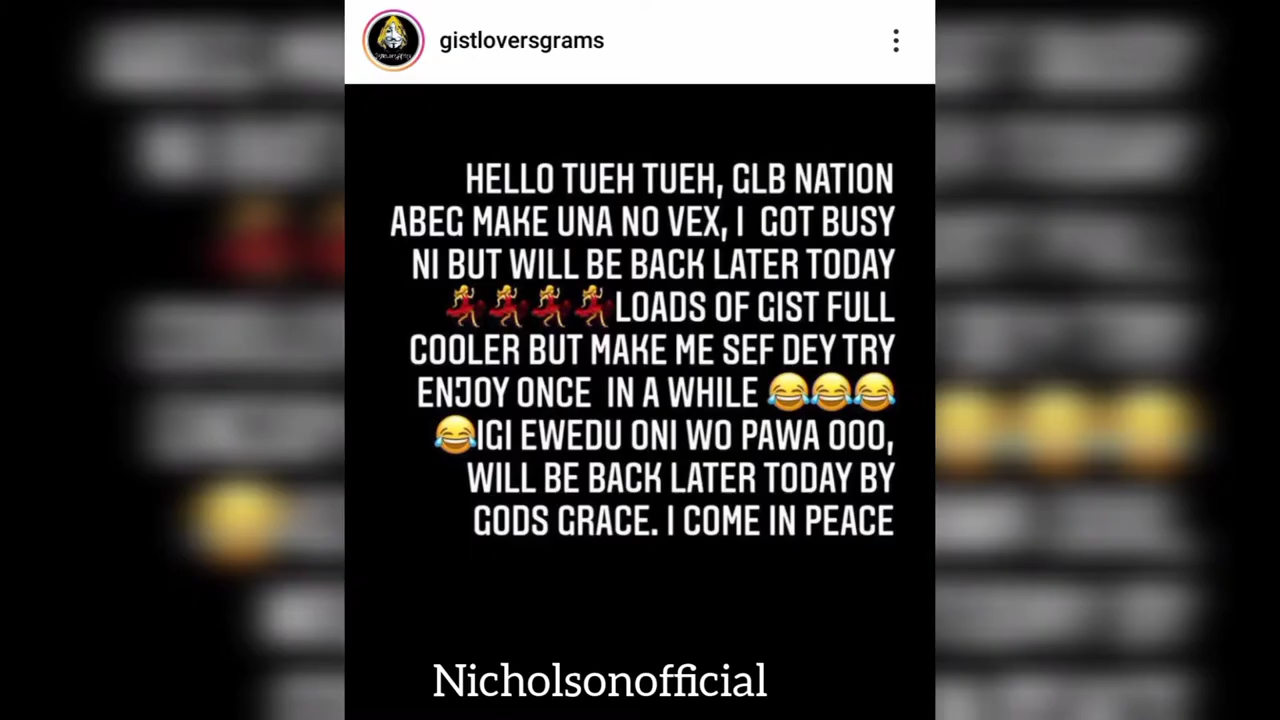 gistloversgrams
HELLO TUEH TUEH, GLB NATION
ABEG MAKE UNA NO VEX, I GOT BUSY
NI BUT WILL BE BACK LATER TODAY
💃💃💃💃LOADS OF GIST FULL
COOLER BUT MAKE ME SEF DEY TRY
ENJOY ONCE IN A WHILE 😂😂😂
😂IGI EWEDU ONI WO PAWA OOO,
WILL BE BACK LATER TODAY BY
GODS GRACE. I COME IN PEACE
Nicholsonofficial